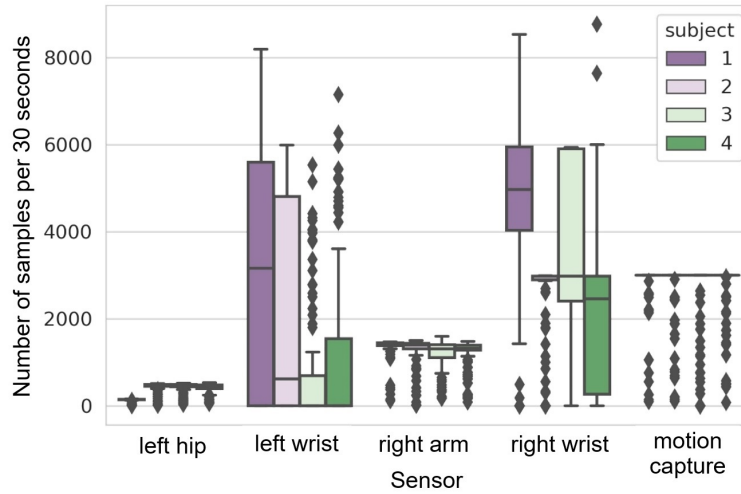 subject
1
2
3
4
Number of samples per 30 seconds
8000
6000
4000
2000
0
left hip
left wrist
right arm
right wrist
motion
capture
Sensor